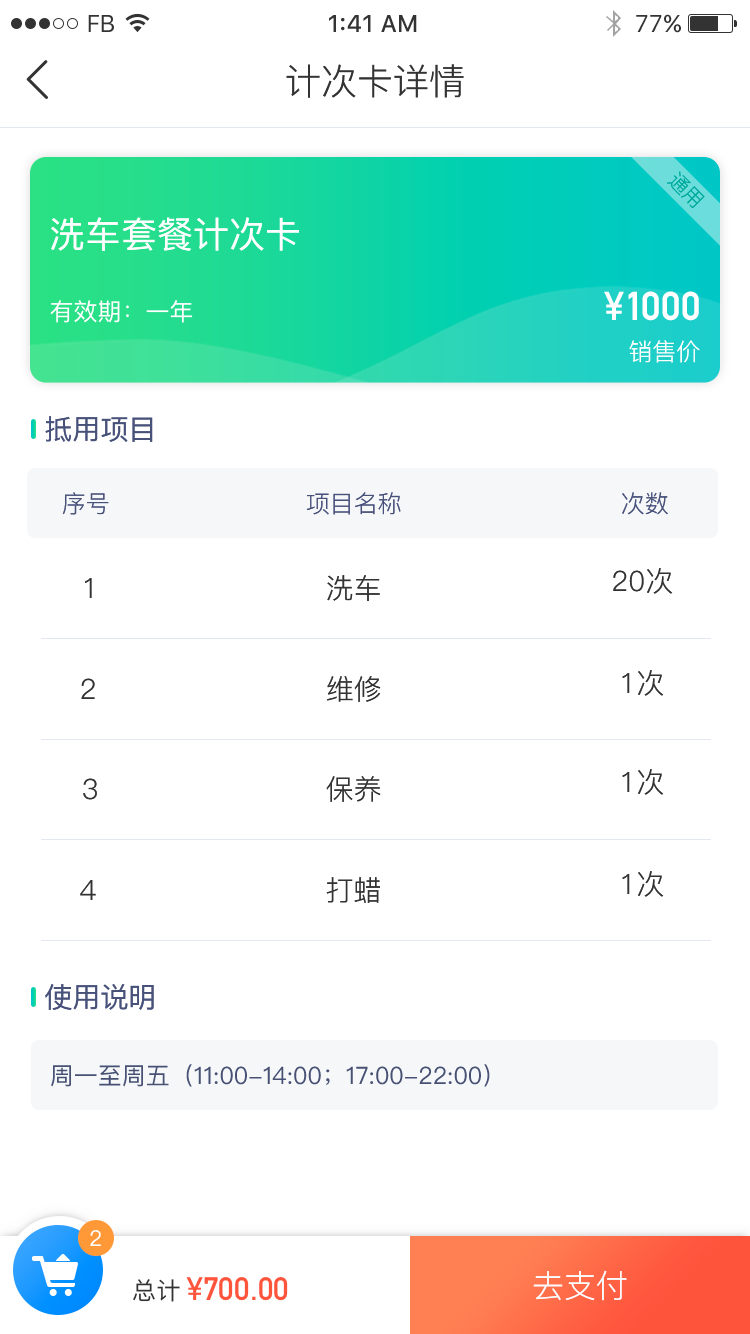 FB 1:41 AM 77%
计次卡详情
通用
洗车套餐计次卡
有效期：一年
¥1000
销售价
抵用项目
序号 项目名称 次数
1 洗车 20次
2 维修 1次
3 保养 1次
4 打蜡 1次
使用说明
周一至周五（11:00-14:00；17:00-22:00）
2
总计 ¥700.00
去支付